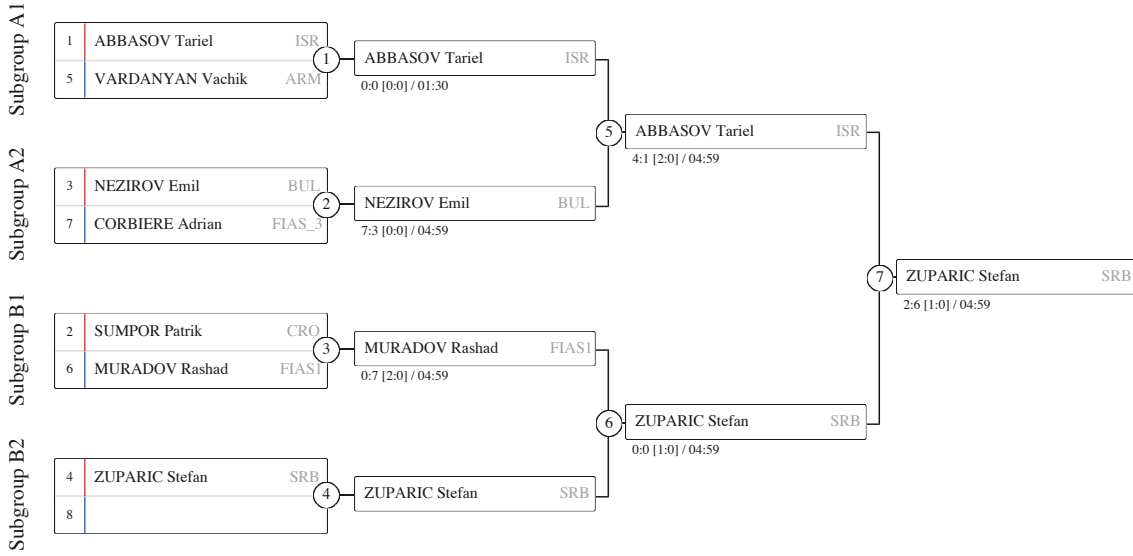 Subgroup A1
1 ABBASOV Tariel ISR
5 VARDANYAN Vachik ARM
1
ABBASOV Tariel ISR
0:0 [0:0] / 01:30
5
ABBASOV Tariel ISR
4:1 [2:0] / 04:59
Subgroup A2
3 NEZIROV Emil BUL
7 CORBIERE Adrian FIAS_3
2
NEZIROV Emil BUL
7:3 [0:0] / 04:59
7
ZUPARIC Stefan SRB
2:6 [1:0] / 04:59
Subgroup B1
2 SUMPOR Patrik CRO
6 MURADOV Rashad FIAS1
3
MURADOV Rashad FIAS1
0:7 [2:0] / 04:59
6
ZUPARIC Stefan SRB
0:0 [1:0] / 04:59
Subgroup B2
4 ZUPARIC Stefan SRB
8
4
ZUPARIC Stefan SRB